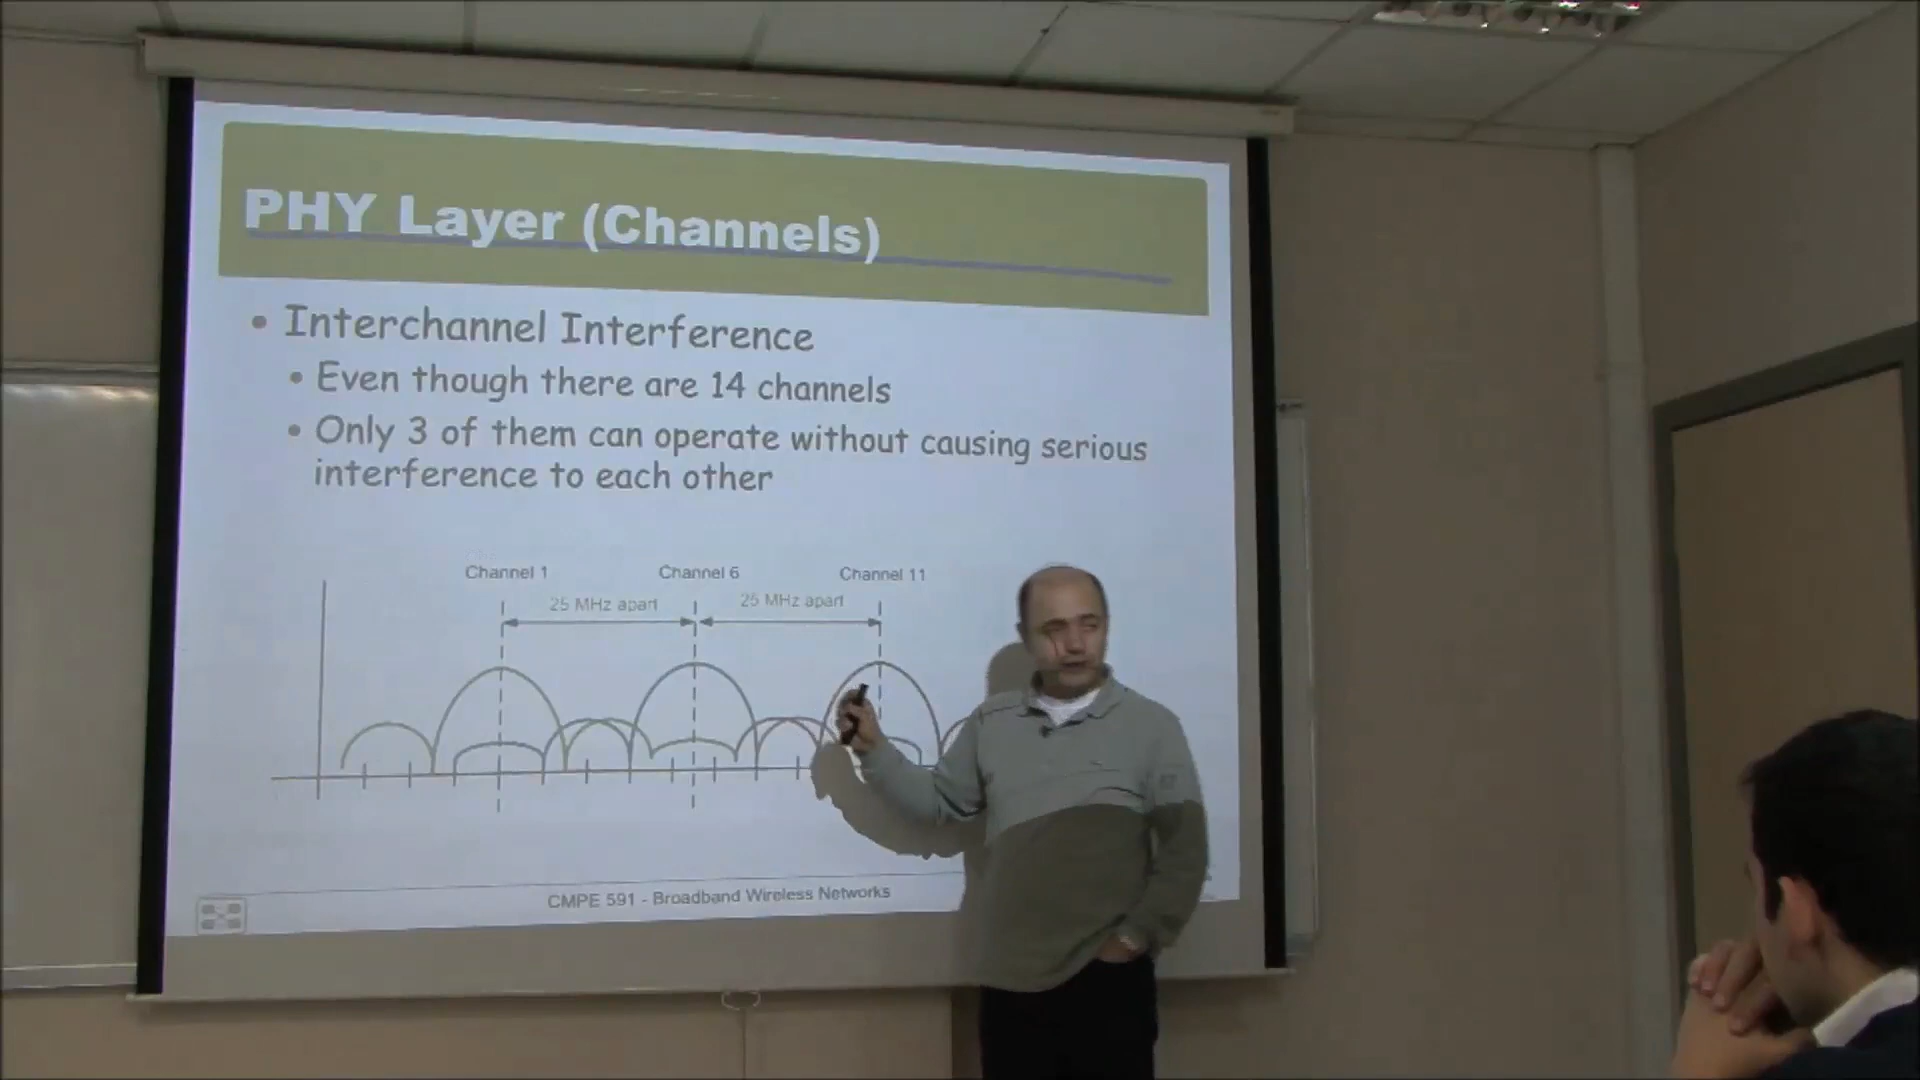 PHY Layer (Channels)
• Interchannel Interference
• Even though there are 14 channels
• Only 3 of them can operate without causing serious
interference to each other
Channel 1 Channel 6 Channel 11
25 MHz apart 25 MHz apart
CMPE 591 - Broadband Wireless Networks